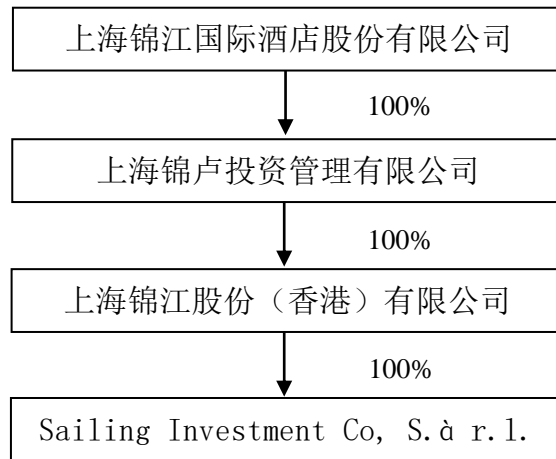 上海锦江国际酒店股份有限公司
100%
上海锦卢投资管理有限公司
100%
上海锦江股份（香港）有限公司
100%
Sailing Investment Co, S.à r.l.